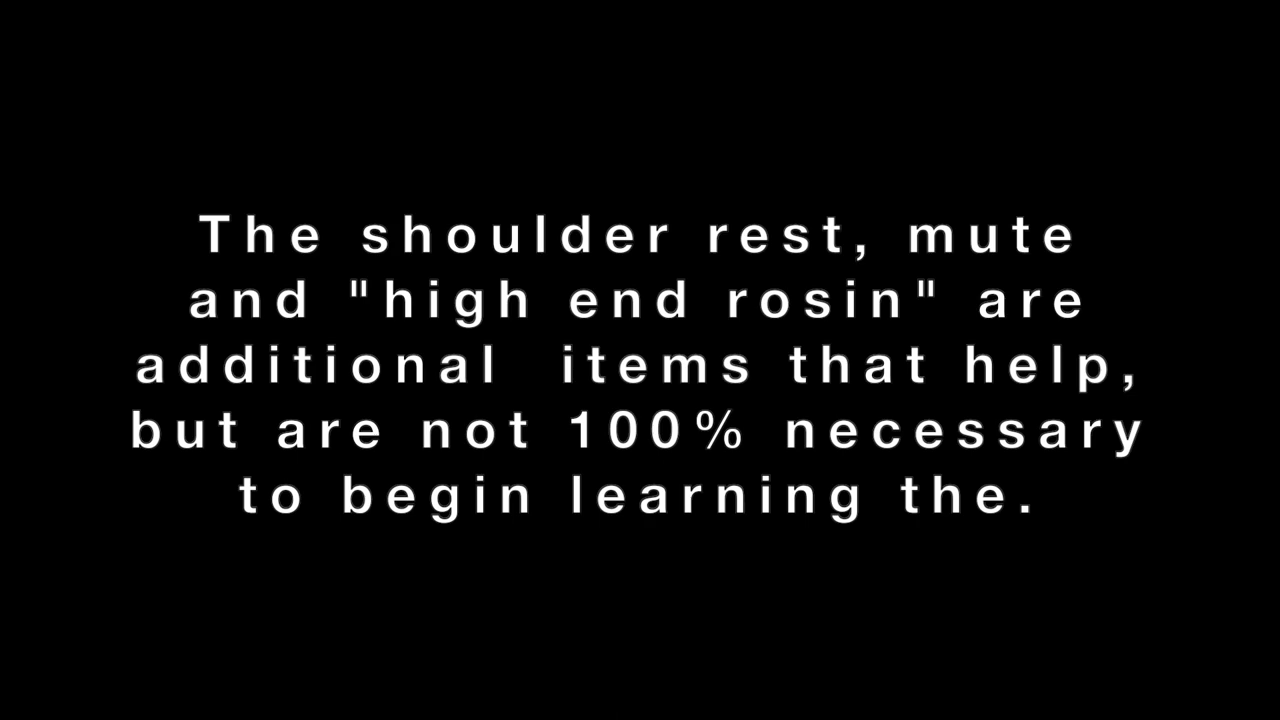 The shoulder rest, mute
and "high end rosin" are
additional  items that help,
but are not 100% necessary
to begin learning the.